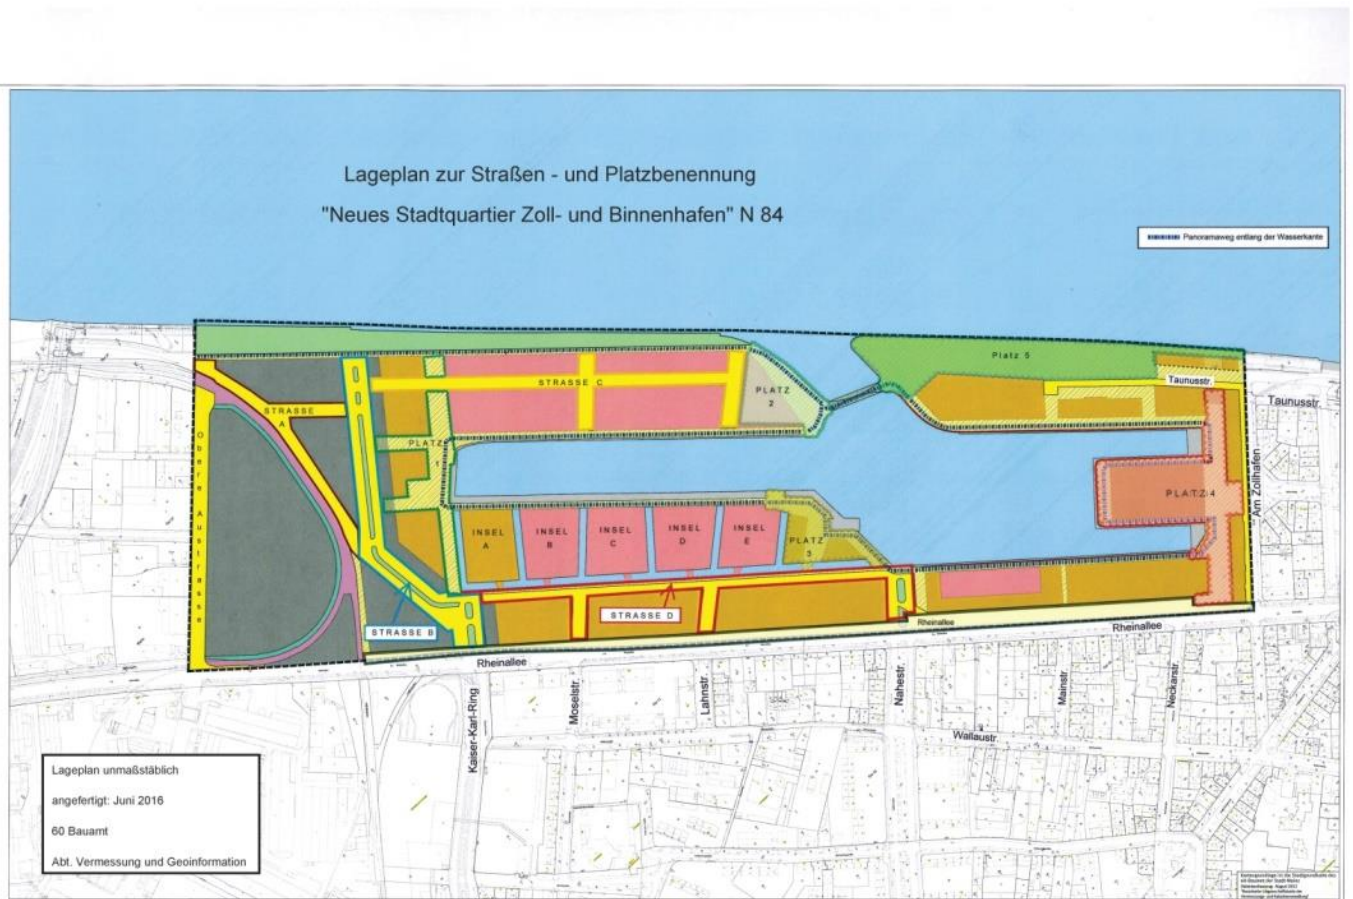 Lageplan zur Straßen - und Platzbenennung
"Neues Stadtquartier Zoll- und Binnenhafen" N 84
Panoramaweg entlang der Wasserkante
Platz 5
Taunusstr.
Taunusstr.
STRASSE C
PLATZ
2
STRASSE
A
PLATZ
1
Obere Austrasse
Am Zollhafen
PLATZ 4
INSEL
A
INSEL
B
INSEL
C
INSEL
D
INSEL
E
PLATZ
3
STRASSE D
STRASSE B
Rheinallee
Rheinallee
Rheinallee
Kaiser-Karl-Ring
Moselstr.
Lahnstr.
Nahestr.
Mainstr.
Neckarstr.
Wallaustr.
Lageplan unmaßstäblich
angefertigt: Juni 2016
60 Bauamt
Abt. Vermessung und Geoinformation